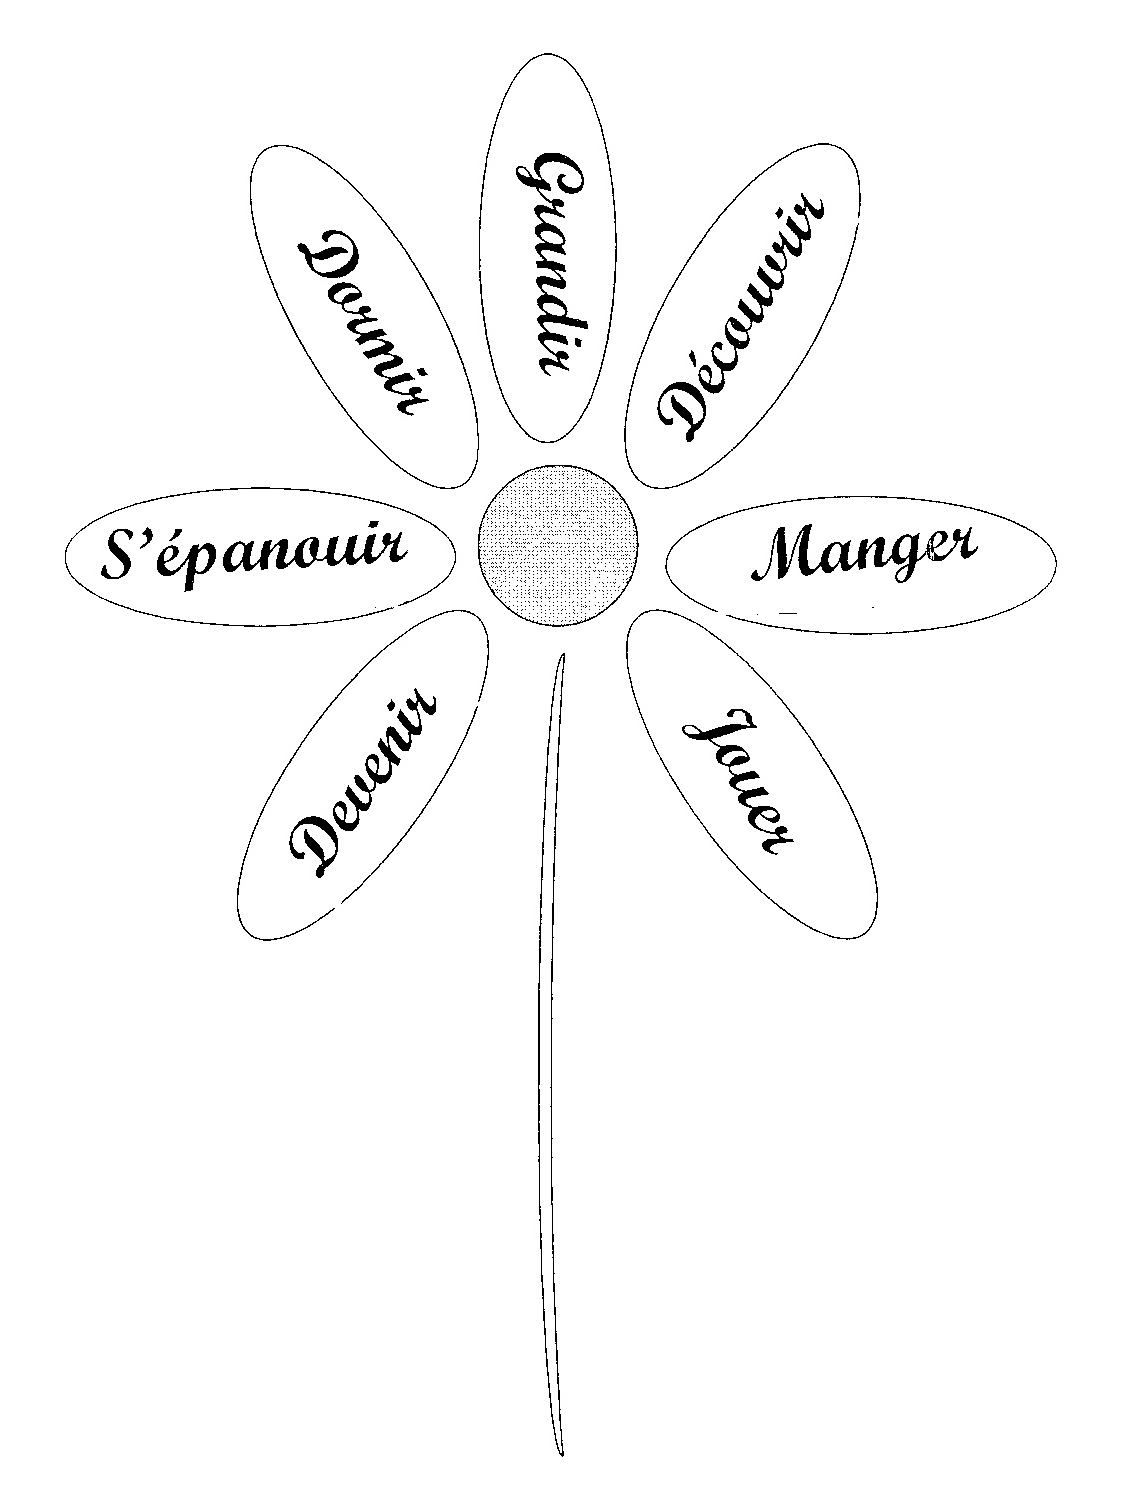 Grandir
Dormir
Découvrir
S'épanouir
Manger
Devenir
Jouer